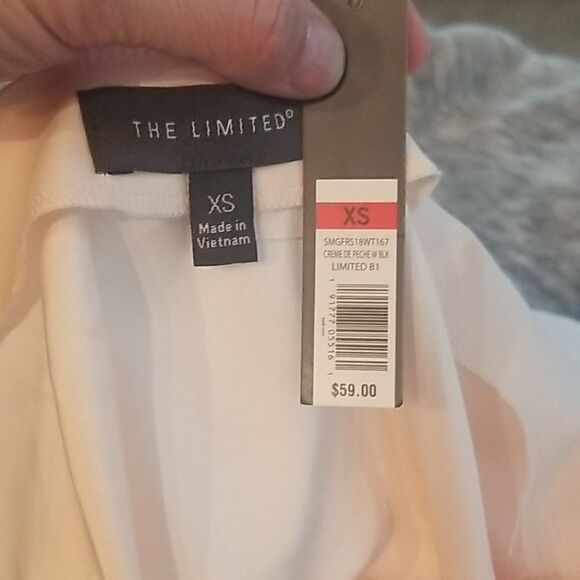 THE LIMITED
XS
Made in
Vietnam
XS
SMGFRS18WT167
CREME DE PECHE W BLK
LIMITED B1
1 91777 05516 1
$59.00